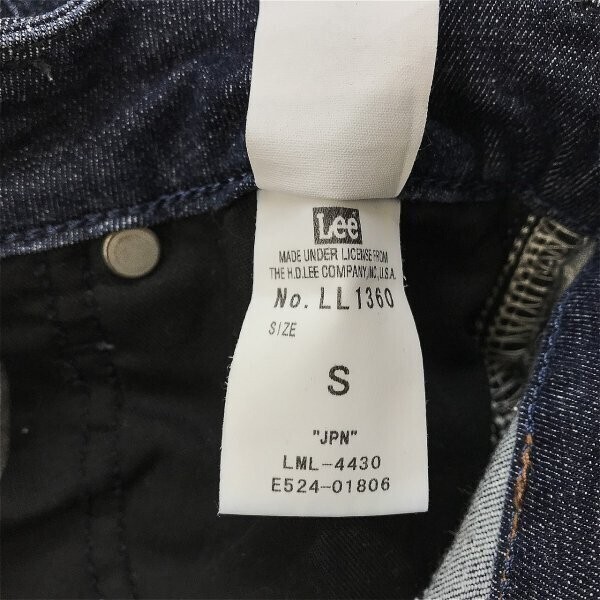 Lee
MADE UNDER LICENSE FROM
THE H.D.LEE COMPANY,INC,U.S.A.
No. LL1360
SIZE
S
"JPN"
LML-4430
E524-01806